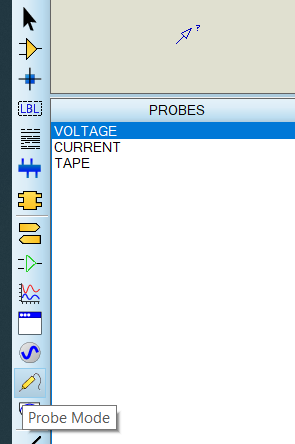 ?
PROBES
VOLTAGE
CURRENT
TAPE
LBL
Probe Mode